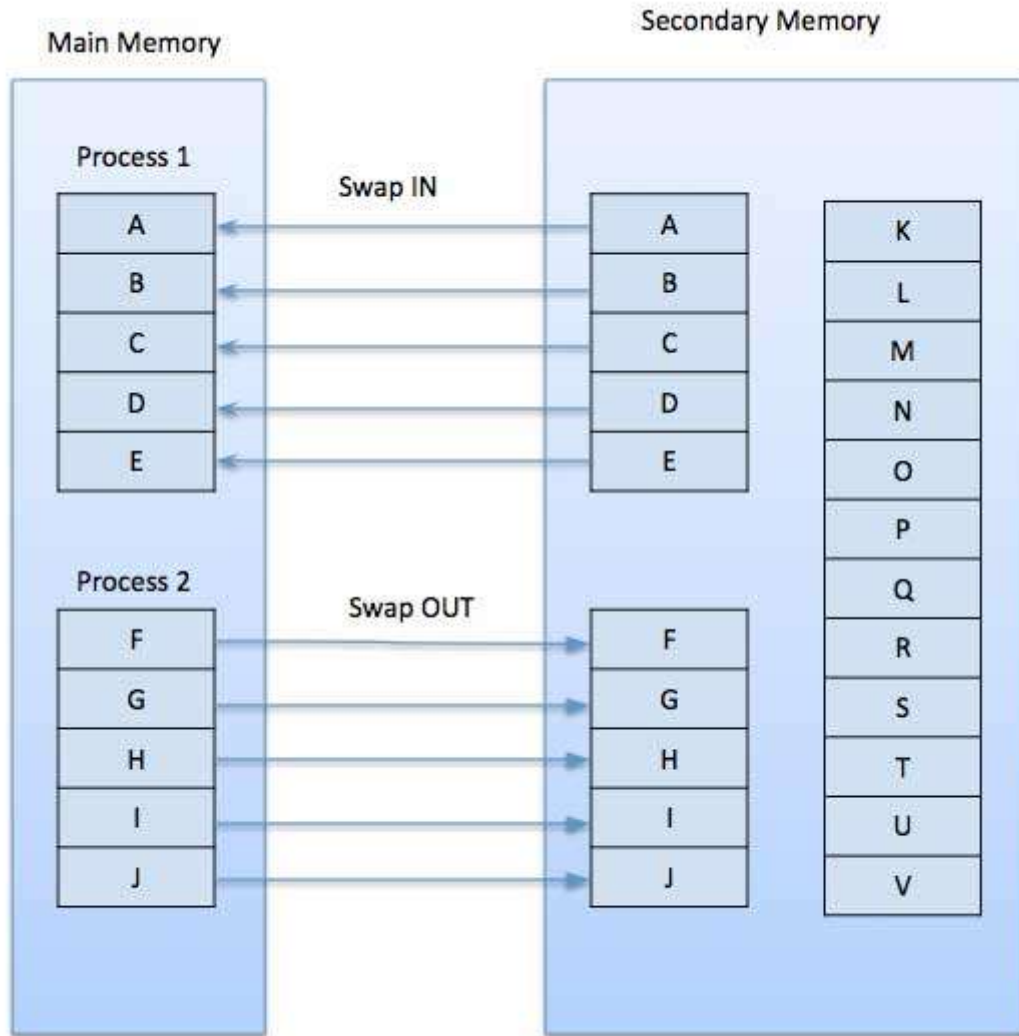 Main Memory
Secondary Memory
Process 1
Swap IN
A
B
C
D
E
Process 2
Swap OUT
F
G
H
I
J
A
B
C
D
E
F
G
H
I
J
K
L
M
N
O
P
Q
R
S
T
U
V